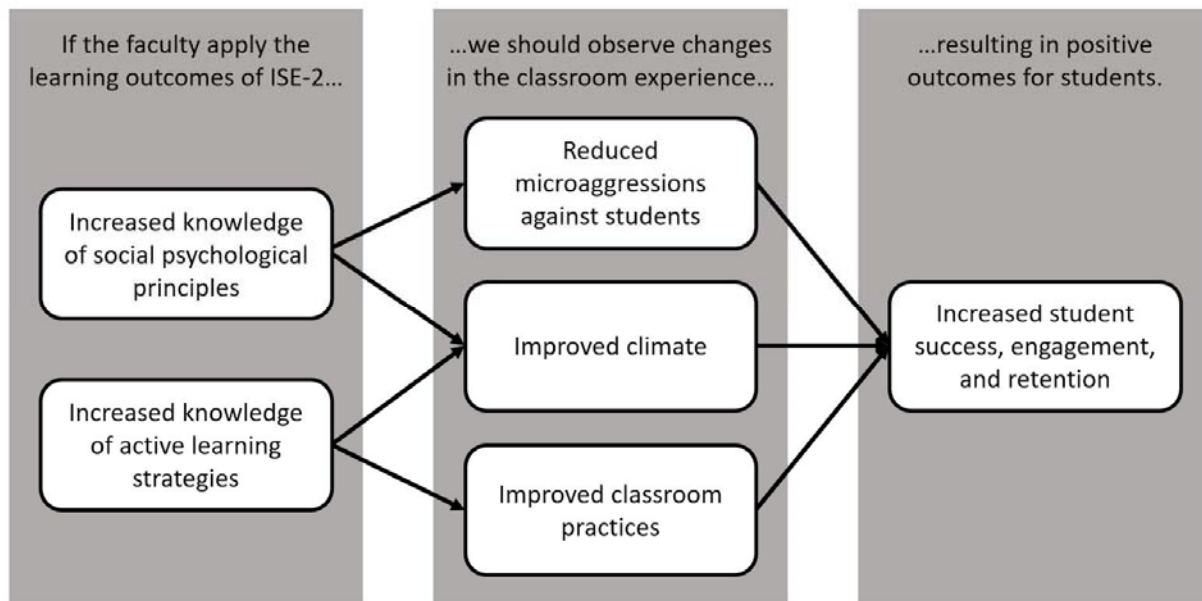 If the faculty apply the
learning outcomes of ISE-2...
Increased knowledge
of social psychological
principles
Increased knowledge
of active learning
strategies
...we should observe changes
in the classroom experience...
Reduced
microaggressions
against students
Improved climate
Improved classroom
practices
...resulting in positive
outcomes for students.
Increased student
success, engagement,
and retention